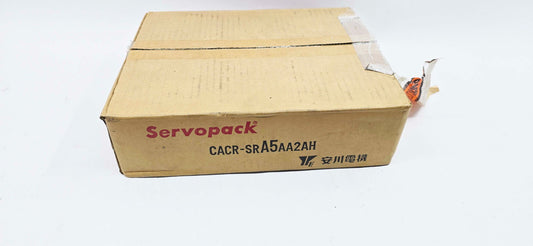 Servopack
CACR-SRA5AA2AH
安川電機